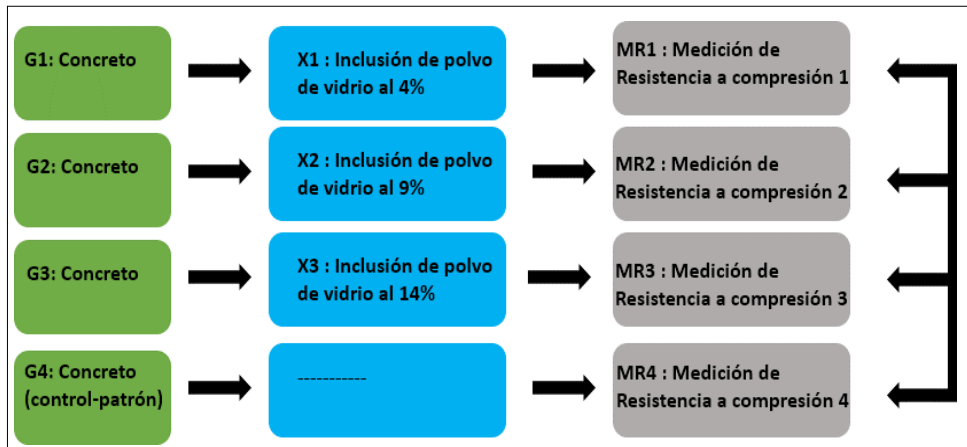 G1: Concreto
X1 : Inclusión de polvo
de vidrio al 4%
MR1 : Medición de
Resistencia a compresión 1
G2: Concreto
X2 : Inclusión de polvo
de vidrio al 9%
MR2 : Medición de
Resistencia a compresión 2
G3: Concreto
X3 : Inclusión de polvo
de vidrio al 14%
MR3 : Medición de
Resistencia a compresión 3
G4: Concreto
(control-patrón)
-----------
MR4 : Medición de
Resistencia a compresión 4